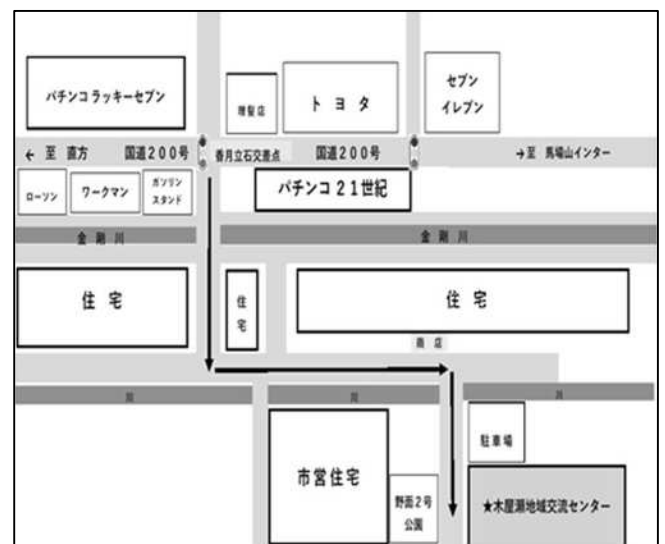 パチンコラッキーセブン
理髪店
トヨタ
セブン
イレブン
← 至 直方 国道200号 香月立石交差点 国道200号 →至 馬場山インター
ローソン
ワークマン
ガソリン
スタンド
パチンコ21世紀
金剛川
金剛川
住宅
住
宅
住宅
商店
川
川
川
駐車場
市営住宅
野面2号
公園
★木屋瀬地域交流センター